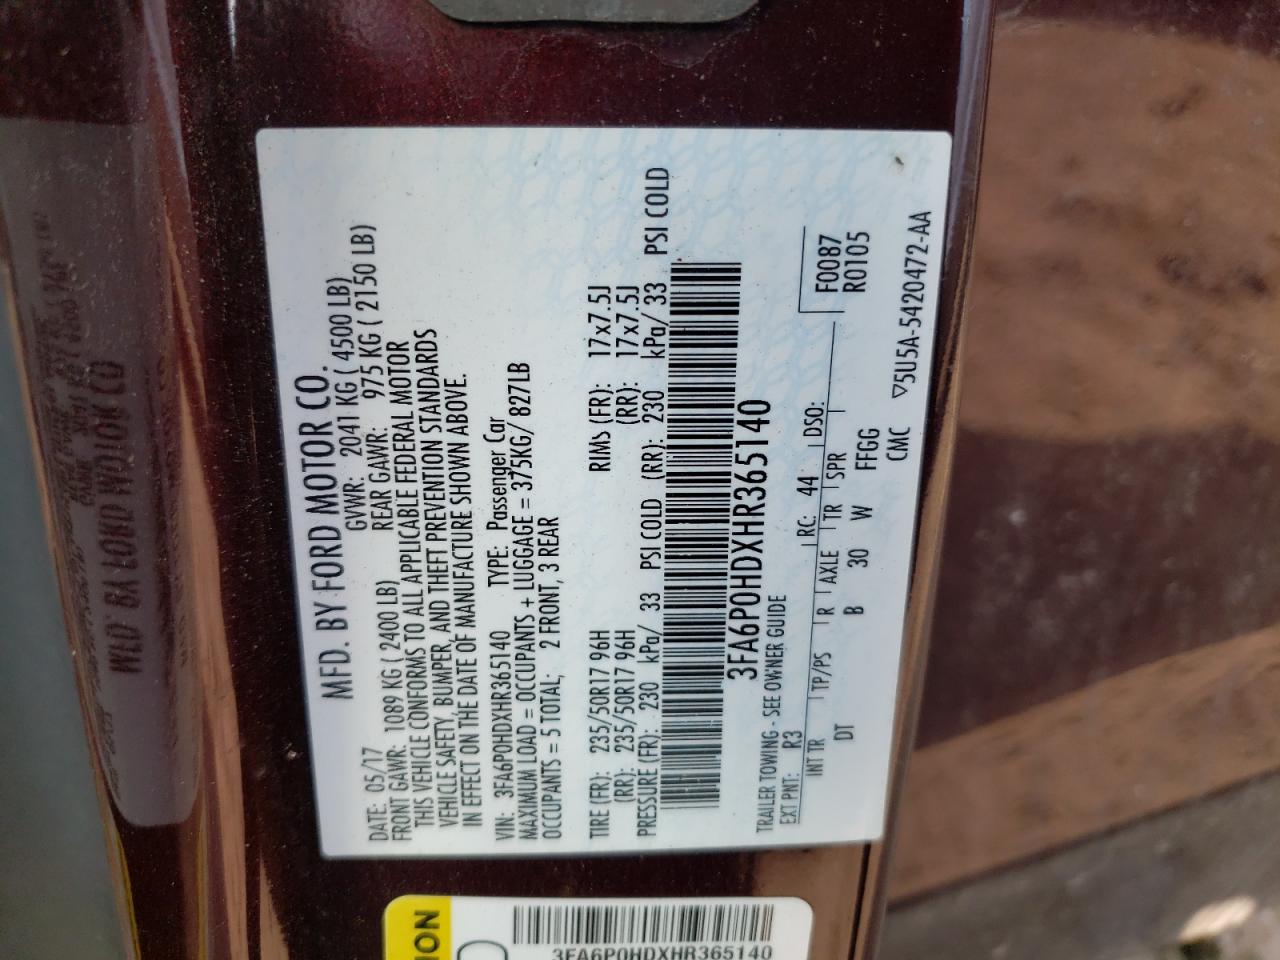 MFD. BY FORD MOTOR CO.
DATE: 05/17 GVWR: 2041 KG ( 4500 LB)
FRONT GAWR: 1089 KG ( 2400 LB) REAR GAWR: 975 KG ( 2150 LB)
THIS VEHICLE CONFORMS TO ALL APPLICABLE FEDERAL MOTOR
VEHICLE SAFETY, BUMPER, AND THEFT PREVENTION STANDARDS
IN EFFECT ON THE DATE OF MANUFACTURE SHOWN ABOVE.
VIN: 3FA6P0HDXHR365140 TYPE: Passenger Car
MAXIMUM LOAD = OCCUPANTS + LUGGAGE = 375KG/ 827LB
OCCUPANTS = 5 TOTAL; 2 FRONT, 3 REAR
TIRE (FR): 235/50R17 96H RIMS (FR): 17x7.5J
(RR): 235/50R17 96H (RR): 17x7.5J
PRESSURE (FR): 230 kPa/ 33 PSI COLD (RR): 230 kPa/ 33 PSI COLD
3FA6P0HDXHR365140
TRAILER TOWING - SEE OWNER GUIDE
EXT PNT: R3 RC: 44 DSO: F0087
INT TR TP/PS R AXLE TR SPR R0105
DT B 30 W FFGG
CMC ▽5U5A-5420472-AA
ION
3FA6P0HDXHR365140